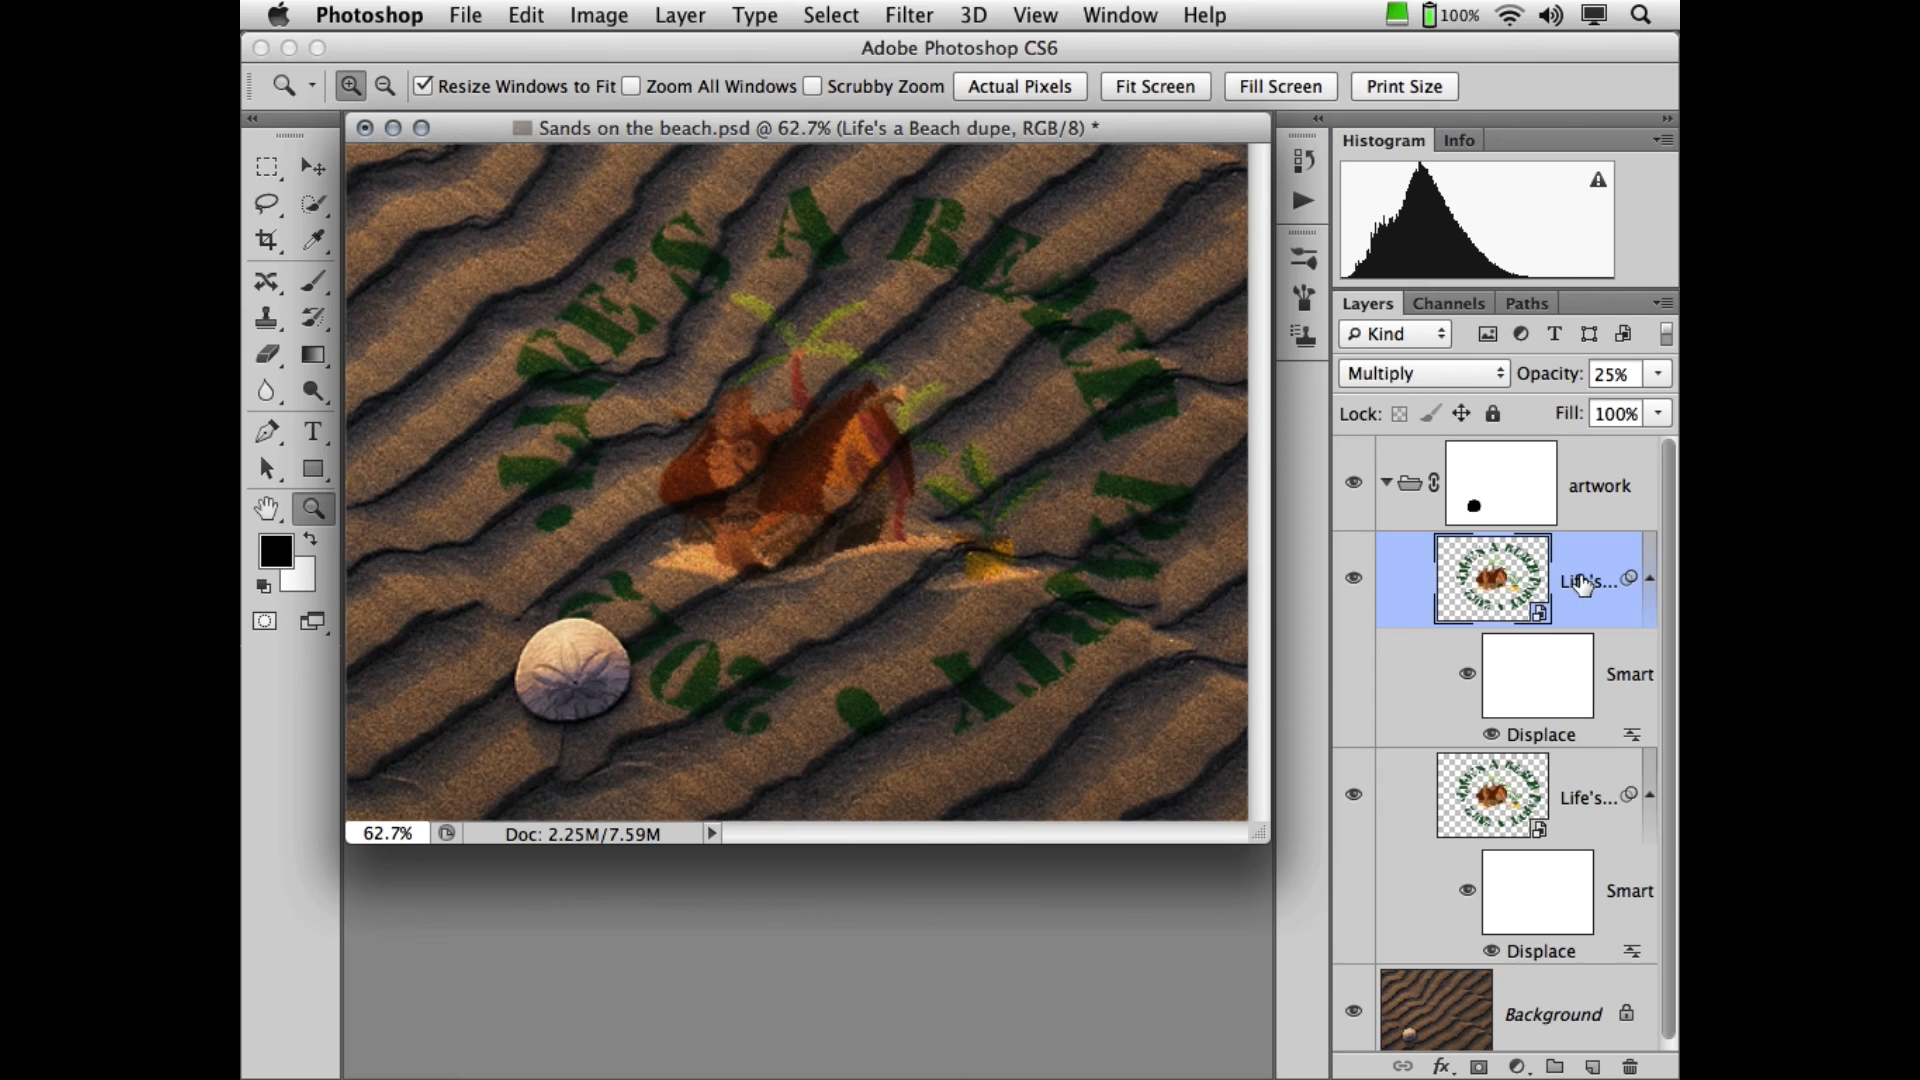 Photoshop File Edit Image Layer Type Select Filter 3D View Window Help 100%
Adobe Photoshop CS6
Resize Windows to Fit Zoom All Windows Scrubby Zoom Actual Pixels Fit Screen Fill Screen Print Size
Sands on the beach.psd @ 62.7% (Life's a Beach dupe, RGB/8) *
LIFE'S A BEACH
62.7% Doc: 2.25M/7.59M
Histogram Info
Layers Channels Paths
Kind
Multiply Opacity: 25%
Lock: Fill: 100%
artwork
Smart
Displace
Life's...
Smart
Displace
Background
fx